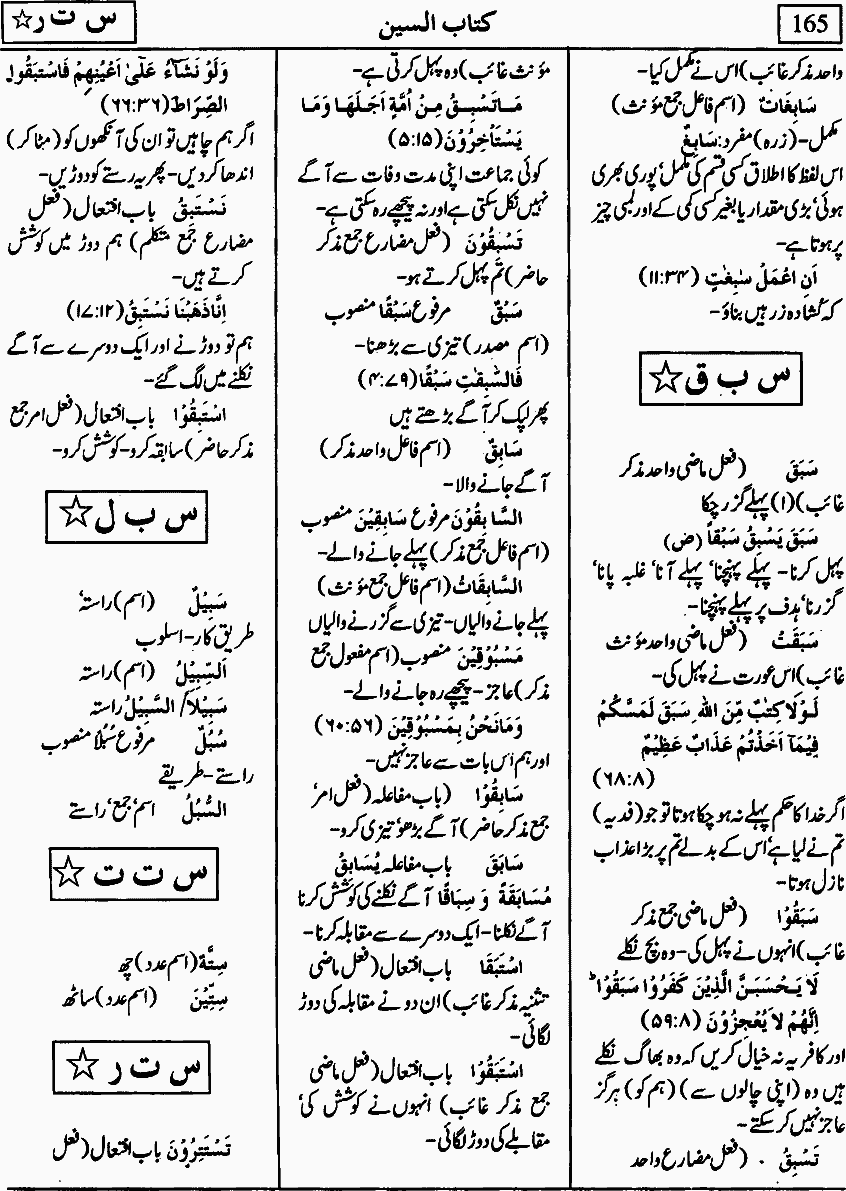 165
کتاب السین
س ت ر☆
واحد مذکر غائب) اس نے مکمل کیا-
سَابِغَاتٌ (اسم فاعل جمع مؤنث)
مکمل-(زرہ) مفرد: سَابِغٌ
اس لفظ کا اطلاق کسی قسم کی مکمل' پوری بھری
ہوئی' بڑی مقدار یا بغیر کسی کمی کے اور لمبی چیز
پر ہوتا ہے-
اَنِ اعْمَلْ سٰبِغٰتٍ (۱۱:۳۴)
کہ کشادہ زرہیں بناؤ-
س ب ق☆
سَبَقَ (فعل ماضی واحد مذکر
غائب)(۱) پہلے گزر چکا
سَبَقَ یَسْبِقُ سَبْقاً (ض)
پہل کرنا- پہلے پہنچنا' پہلے آنا' غلبہ پانا'
گزرنا' ہدف پر پہلے پہنچنا-
سَبَقَتْ (فعل ماضی واحد مؤنث
غائب) اس عورت نے پہل کی-
لَوْلَا کِتٰبٌ مِّنَ اللّٰہِ سَبَقَ لَمَسَّکُمْ
فِیْمَآ اَخَذْتُمْ عَذَابٌ عَظِیْمٌ
(۶۸:۸)
اگر خدا کا حکم پہلے نہ ہو چکا ہوتا تو جو (فدیہ)
تم نے لیا ہے' اس کے بدلے تم پر بڑا عذاب
نازل ہوتا-
سَبَقُوْا (فعل ماضی جمع مذکر
غائب) انہوں نے پہل کی- وہ بچ نکلے
لَا یَحْسَبَنَّ الَّذِیْنَ کَفَرُوْا سَبَقُوْا ؕ
اِنَّھُمْ لَا یُعْجِزُوْنَ (۵۹:۸)
اور کافر یہ نہ خیال کریں کہ وہ بھاگ نکلے
ہیں وہ (اپنی چالوں سے) (ہم کو) ہرگز
عاجز نہیں کر سکتے-
تَسْبِقُ . (فعل مضارع واحد
مؤنث غائب) وہ پہل کرتی ہے-
مَا تَسْبِقُ مِنْ اُمَّةٍ اَجَلَھَا وَمَا
یَسْتَاْخِرُوْنَ (۵:۱۵)
کوئی جماعت اپنی مدت وفات سے آگے
نہیں نکل سکتی ہے اور نہ پیچھے رہ سکتی ہے-
تَسْبِقُوْنَ (فعل مضارع جمع مذکر
حاضر) تم پہل کرتے ہو-
سَبْقٌ مرفوع سَبْقًا منصوب
(اسم مصدر) تیزی سے بڑھنا-
فَالسّٰبِقٰتِ سَبْقًا (۴:۷۹)
پھر لپک کر آگے بڑھتے ہیں
سَابِقٌ (اسم فاعل واحد مذکر)
آگے جانے والا-
السَّابِقُوْنَ مرفوع سَابِقِیْنَ منصوب
(اسم فاعل جمع مذکر) پہلے جانے والے-
السَّابِقَاتُ (اسم فاعل جمع مؤنث)
پہلے جانے والیاں- تیزی سے گزرنے والیاں
مَسْبُوْقِیْنَ منصوب (اسم مفعول جمع
مذکر) عاجز- پیچھے رہ جانے والے-
وَمَا نَحْنُ بِمَسْبُوْقِیْنَ (۶۰:۵۶)
اور ہم اس بات سے عاجز نہیں-
سَابِقُوْا (باب مفاعلہ (فعل امر'
جمع مذکر حاضر) آگے بڑھو' تیزی کرو-
سَابَقَ باب مفاعلہ یُسَابِقُ
مُسَابَقَةً وَ سِبَاقًا آگے نکلنے کی کوشش کرنا
آگے نکلنا- ایک دوسرے سے مقابلہ کرنا-
اسْتَبَقَا باب افتعال (فعل ماضی
تثنیہ مذکر غائب) ان دو نے مقابلہ کی دوڑ
لگائی-
اسْتَبَقُوْا باب افتعال (فعل ماضی
جمع مذکر غائب) انہوں نے کوشش کی'
مقابلے کی دوڑ لگائی-
وَلَوْ نَشَآءُ عَلٰٓی اَعْیُنِھِمْ فَاسْتَبَقُوا
الصِّرَاطَ (۶۶:۳۶)
اگر ہم چاہیں تو ان کی آنکھوں کو (مٹا کر)
اندھا کر دیں- پھر یہ رستے کو دوڑیں-
نَسْتَبِقُ باب افتعال (فعل
مضارع جمع متکلم) ہم دوڑ میں کوشش
کرتے ہیں-
اِنَّا ذَھَبْنَا نَسْتَبِقُ (۱۷:۱۲)
ہم تو دوڑنے اور ایک دوسرے سے آگے
نکلنے میں لگ گئے-
اسْتَبِقُوْا باب افتعال (فعل امر جمع
مذکر حاضر) سابقہ کرو- کوشش کرو-
س ب ل☆
سَبِیْلٌ (اسم) راستہ'
طریق کار- اسلوب
اَلسَّبِیْلُ (اسم) راستہ
سَبِیْلاً/ السَّبِیْلُ راستہ
سُبُلٌ مرفوع سُبُلًا منصوب
راستے- طریقے
السُّبُلُ اسم' جمع' راستے
س ت ت☆
سِتَّة (اسم عدد) چھ
سِتِّیْنَ (اسم عدد) ساٹھ
س ت ر☆
تَسْتَتِرُوْنَ باب افتعال (فعل